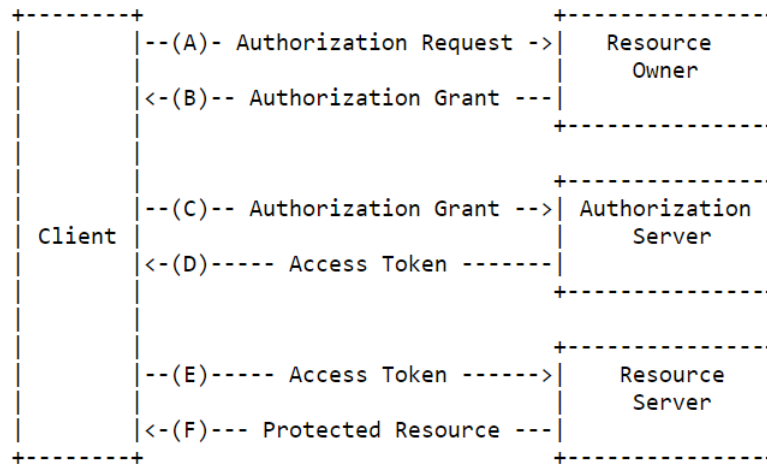 +--------+                               +---------------
|        |--(A)- Authorization Request ->|   Resource
|        |                               |     Owner
|        |<-(B)-- Authorization Grant ---|
|        |                               +---------------
|        |
|        |                               +---------------
|        |--(C)-- Authorization Grant -->| Authorization
| Client |                               |     Server
|        |<-(D)----- Access Token -------|
|        |                               +---------------
|        |
|        |                               +---------------
|        |--(E)----- Access Token ------>|    Resource
|        |                               |     Server
|        |<-(F)--- Protected Resource ---|
+--------+                               +---------------